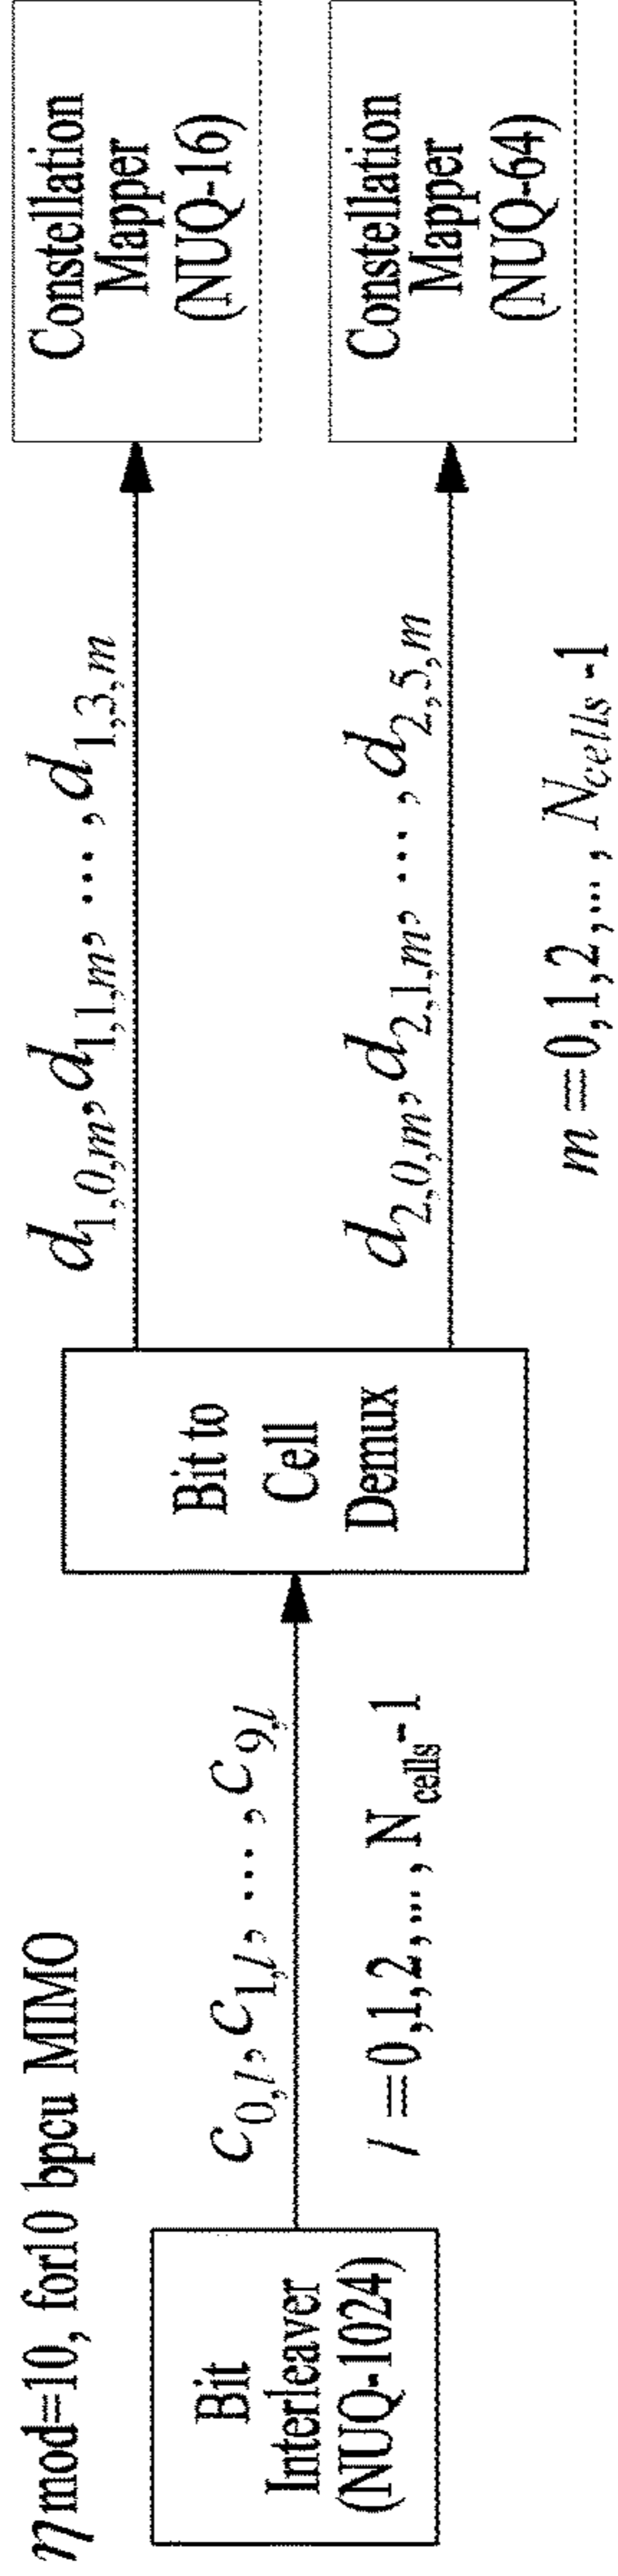 η mod=10, for10 bpcu MIMO
Bit
Interleaver
(NUQ-1024)
c0,l, c1,l, ..., c9,l
l =0,1,2,..., Ncells-1
Bit to
Cell
Demux
d1,0,m, d1,1,m, ..., d1,3,m
d2,0,m, d2,1,m, ..., d2,5,m
m =0,1,2,..., Ncells -1
Constellation
Mapper
(NUQ-16)
Constellation
Mapper
(NUQ-64)